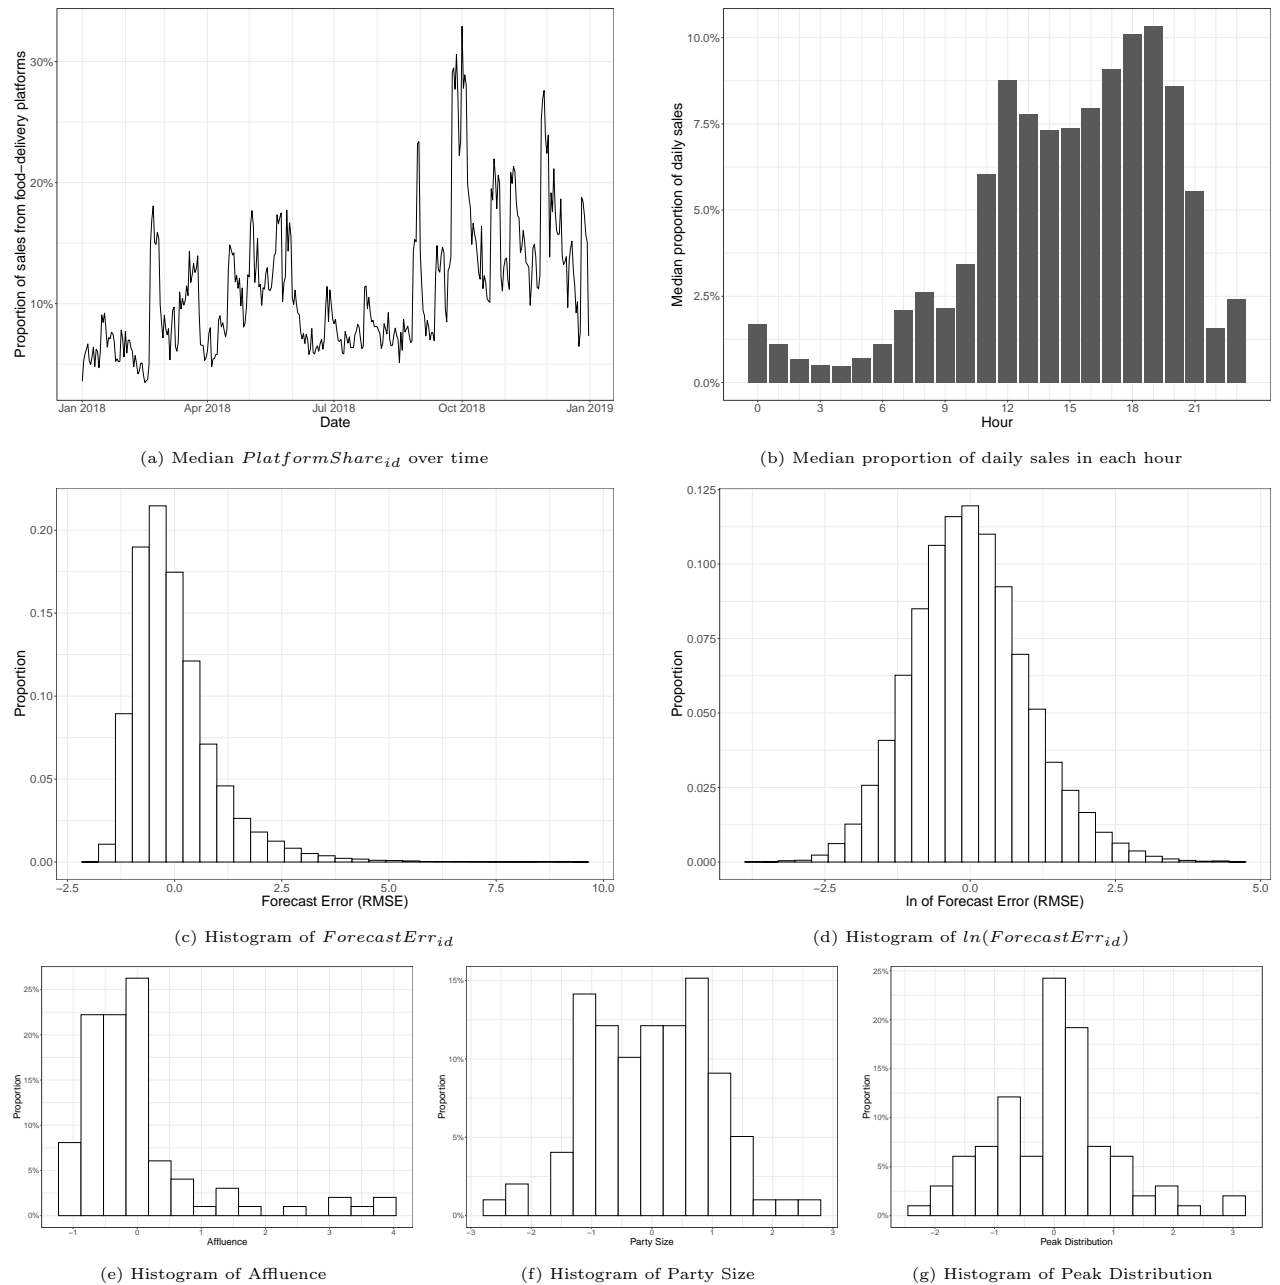 Proportion of sales from food−delivery platforms
30%
20%
10%
Jan 2018 Apr 2018 Jul 2018 Oct 2018 Jan 2019
Date
(a) Median PlatformShare_id over time
Median proportion of daily sales
10.0%
7.5%
5.0%
2.5%
0.0%
0 3 6 9 12 15 18 21
Hour
(b) Median proportion of daily sales in each hour
Proportion
0.20
0.15
0.10
0.05
0.00
−2.5 0.0 2.5 5.0 7.5 10.0
Forecast Error (RMSE)
(c) Histogram of ForecastErr_id
Proportion
0.125
0.100
0.075
0.050
0.025
0.000
−2.5 0.0 2.5 5.0
ln of Forecast Error (RMSE)
(d) Histogram of ln(ForecastErr_id)
Proportion
25%
20%
15%
10%
5%
0%
−1 0 1 2 3 4
Affluence
(e) Histogram of Affluence
Proportion
15%
10%
5%
0%
−3 −2 −1 0 1 2 3
Party Size
(f) Histogram of Party Size
Proportion
25%
20%
15%
10%
5%
0%
−2 −1 0 1 2 3
Peak Distribution
(g) Histogram of Peak Distribution